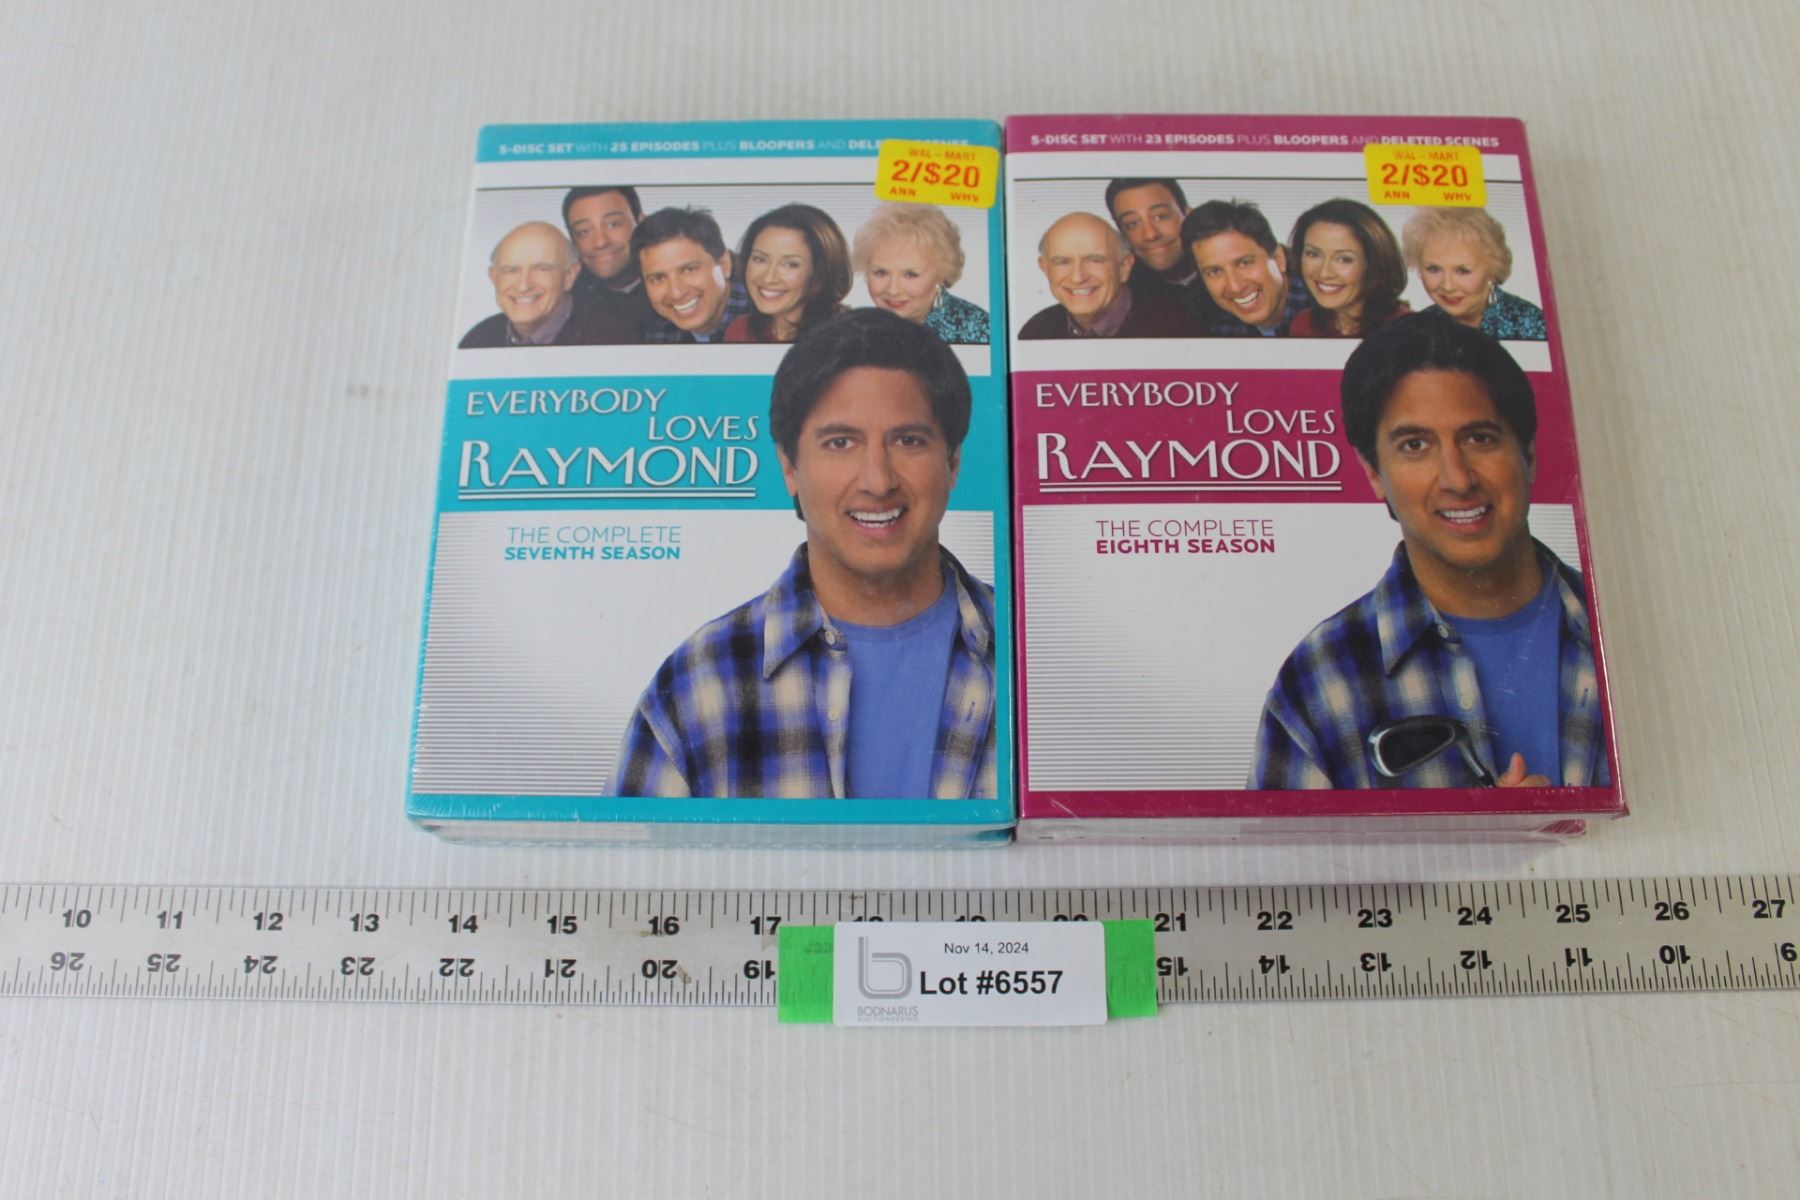 5-DISC SET WITH 25 EPISODES PLUS BLOOPERS AND
WAL-MART
2/$20
ANN WHV
EVERYBODY
LOVES
RAYMOND
THE COMPLETE
SEVENTH SEASON
5-DISC SET WITH 23 EPISODES PLUS BLOOPERS AND DELETED SCENES
WAL-MART
2/$20
ANN WHV
EVERYBODY
LOVES
RAYMOND
THE COMPLETE
EIGHTH SEASON
10 11 12 13 14 15 16 17 18 19 20 21 22 23 24 25 26 27
26 25 24 23 22 21 20 19 15 14 13 12 11 10 9
Nov 14, 2024
Lot #6557
BODNARUS
AUCTIONEERING